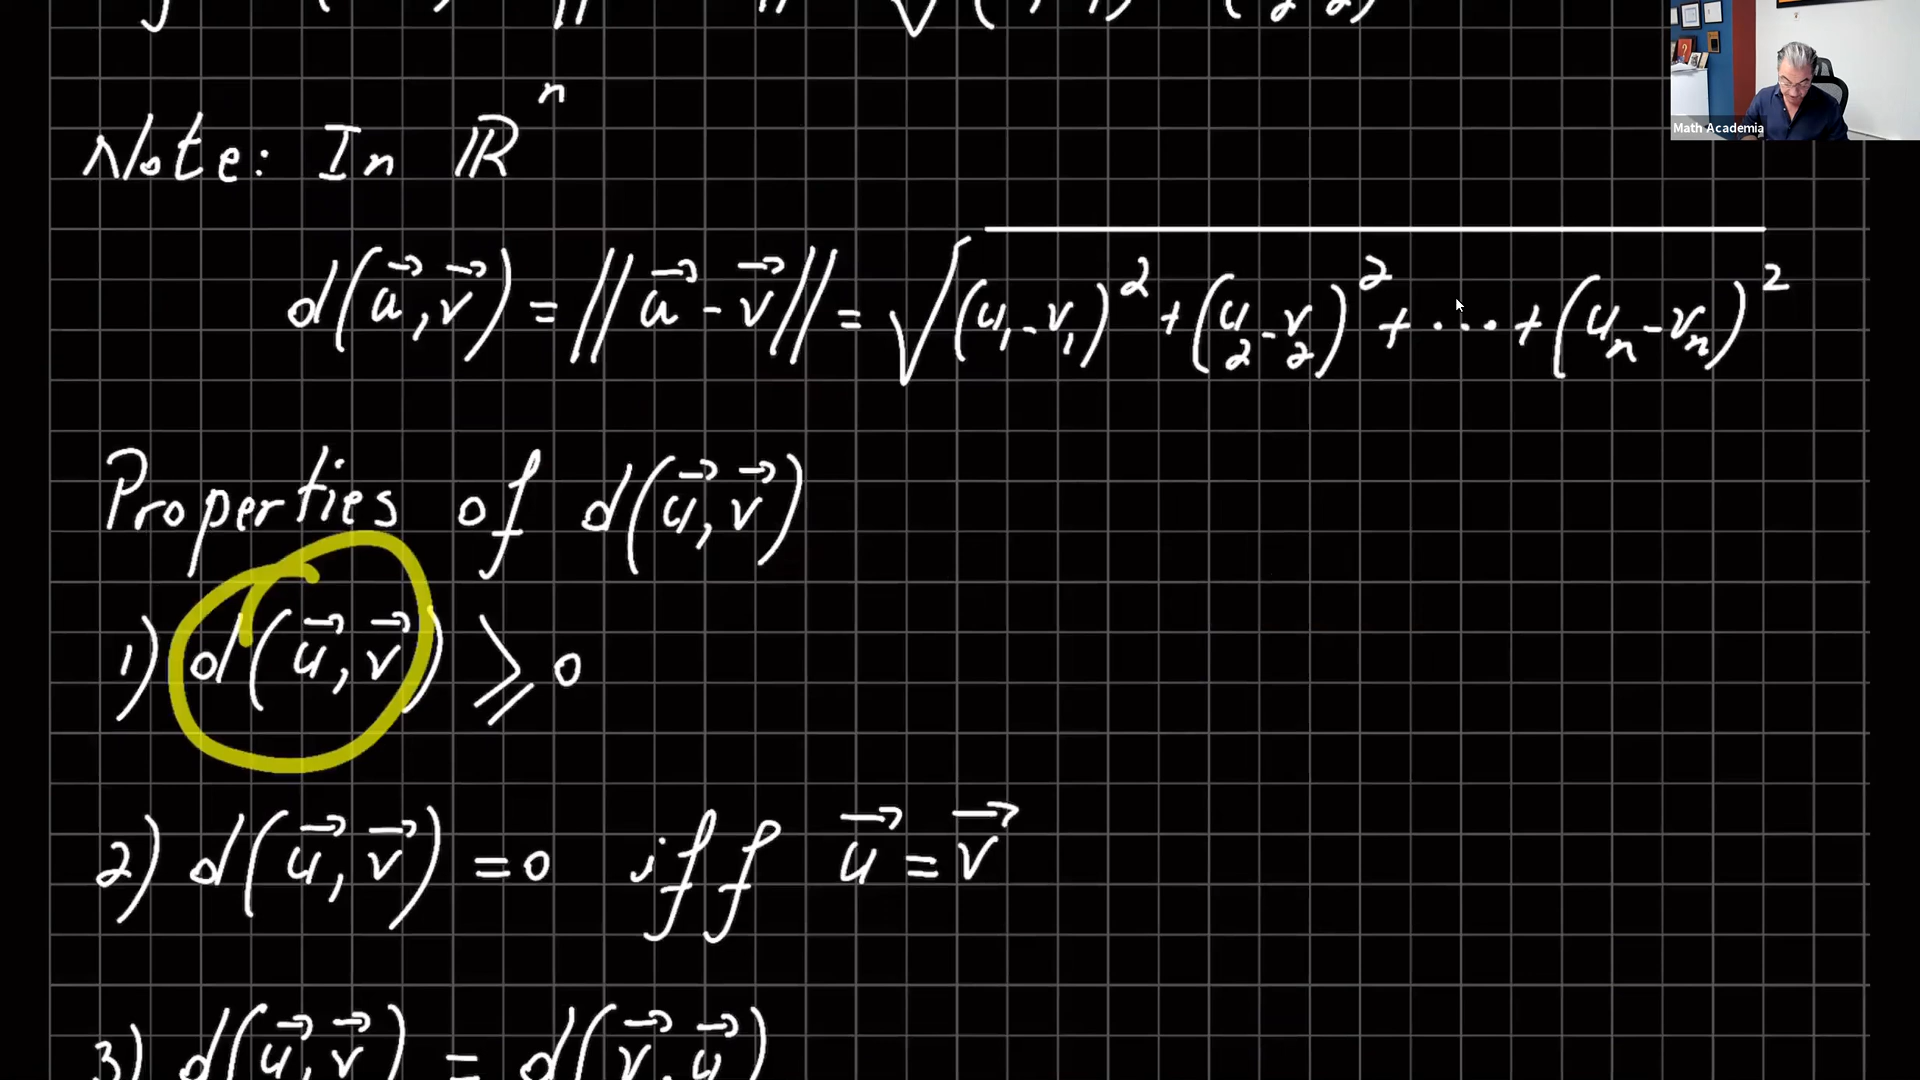 Math Academia
Note: In ℝⁿ
d(u⃗, v⃗) = ||u⃗ - v⃗|| = √((u₁ - v₁)² + (u₂ - v₂)² + ... + (uₙ - vₙ)²)
Properties of d(u⃗, v⃗)
1) d(u⃗, v⃗) ⩾ 0
2) d(u⃗, v⃗) = 0 iff u⃗ = v⃗
3) d(u⃗, v⃗) = d(v⃗, u⃗)